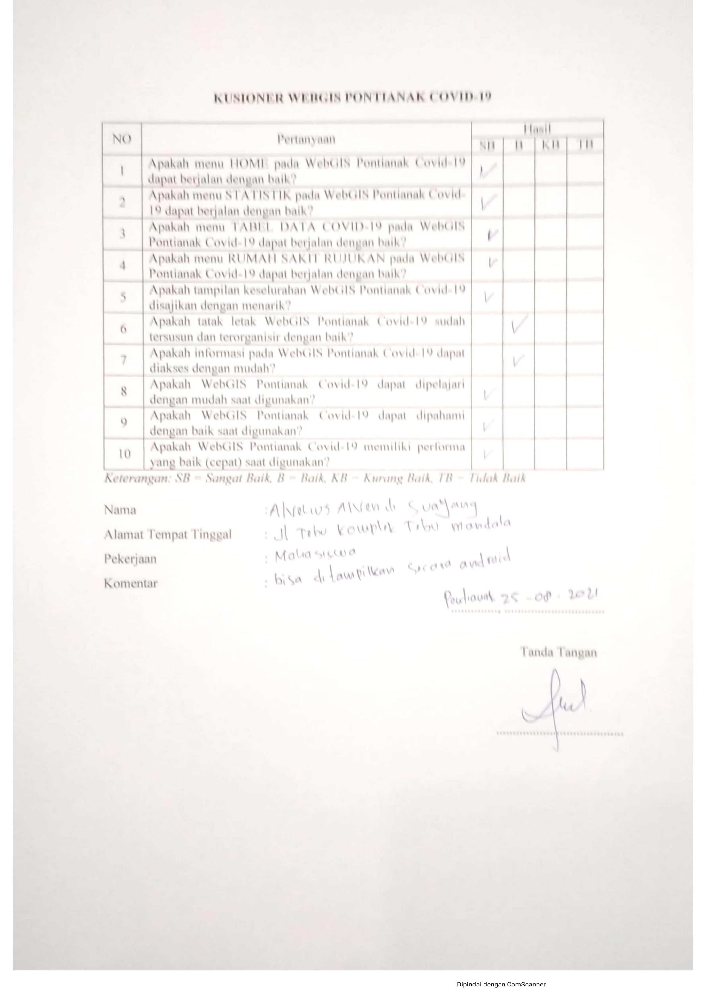 KUSIONER WEBGIS PONTIANAK COVID-19
NO Pertanyaan Hasil
SB B KB TB
1 Apakah menu HOME pada WebGIS Pontianak Covid-19
dapat berjalan dengan baik? ✓
2 Apakah menu STATISTIK pada WebGIS Pontianak Covid-
19 dapat berjalan dengan baik? ✓
3 Apakah menu TABEL DATA COVID-19 pada WebGIS
Pontianak Covid-19 dapat berjalan dengan baik? ✓
4 Apakah menu RUMAH SAKIT RUJUKAN pada WebGIS
Pontianak Covid-19 dapat berjalan dengan baik? ✓
5 Apakah tampilan keselurahan WebGIS Pontianak Covid-19
disajikan dengan menarik? ✓
6 Apakah tatak letak WebGIS Pontianak Covid-19 sudah
tersusun dan terorganisir dengan baik? ✓
7 Apakah informasi pada WebGIS Pontianak Covid-19 dapat
diakses dengan mudah? ✓
8 Apakah WebGIS Pontianak Covid-19 dapat dipelajari
dengan mudah saat digunakan? ✓
9 Apakah WebGIS Pontianak Covid-19 dapat dipahami
dengan baik saat digunakan? ✓
10 Apakah WebGIS Pontianak Covid-19 memiliki performa
yang baik (cepat) saat digunakan? ✓
Keterangan: SB = Sangat Baik, B = Baik, KB = Kurang Baik, TB = Tidak Baik
Nama :
Alamat Tempat Tinggal : Jl Tebu Komplek Tebu mandala
Pekerjaan : Mahasiswa
Komentar : bisa ditampilkan secara android
Pontianak 25 - 08 - 2021
Tanda Tangan
Dipindai dengan CamScanner